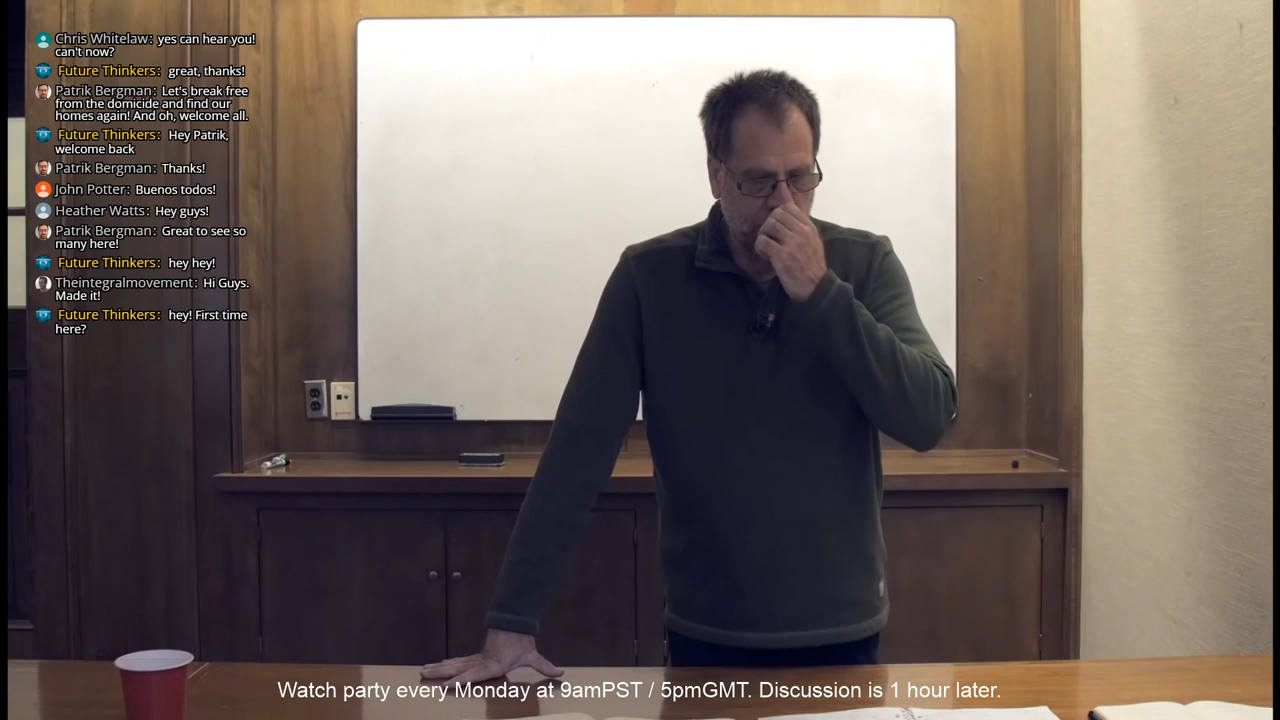 Chris Whitelaw: yes can hear you!
can't now?
Future Thinkers: great, thanks!
Patrik Bergman: Let's break free
from the domicide and find our
homes again! And oh, welcome all.
Future Thinkers: Hey Patrik,
welcome back
Patrik Bergman: Thanks!
John Potter: Buenos todos!
Heather Watts: Hey guys!
Patrik Bergman: Great to see so
many here!
Future Thinkers: hey hey!
Theintegralmovement: Hi Guys.
Made it!
Future Thinkers: hey! First time
here?
Watch party every Monday at 9amPST / 5pmGMT. Discussion is 1 hour later.